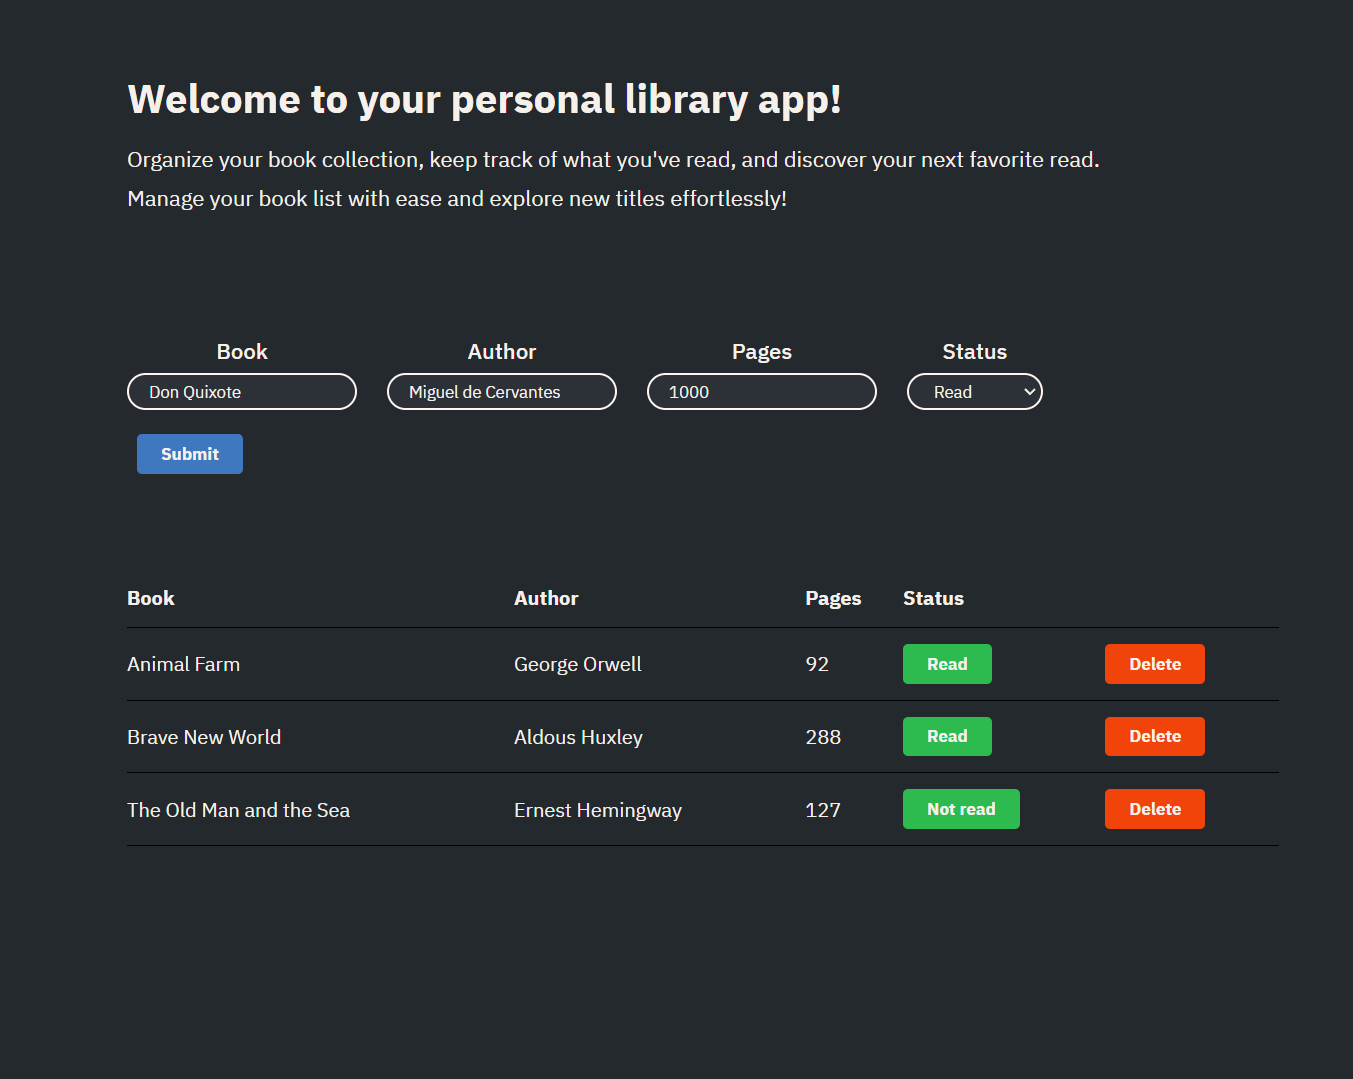 Welcome to your personal library app!
Organize your book collection, keep track of what you've read, and discover your next favorite read.
Manage your book list with ease and explore new titles effortlessly!
Book Author Pages Status
Don Quixote Miguel de Cervantes 1000 Read
Submit
Book Author Pages Status
Animal Farm George Orwell 92 Read Delete
Brave New World Aldous Huxley 288 Read Delete
The Old Man and the Sea Ernest Hemingway 127 Not read Delete